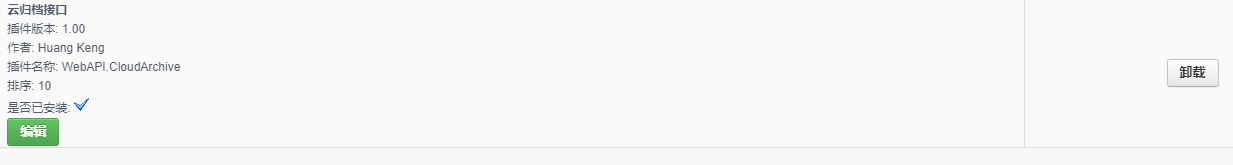 云归档接口
插件版本: 1.00
作者: Huang Keng
插件名称: WebAPI.CloudArchive
排序: 10
是否已安装:
编辑
卸载